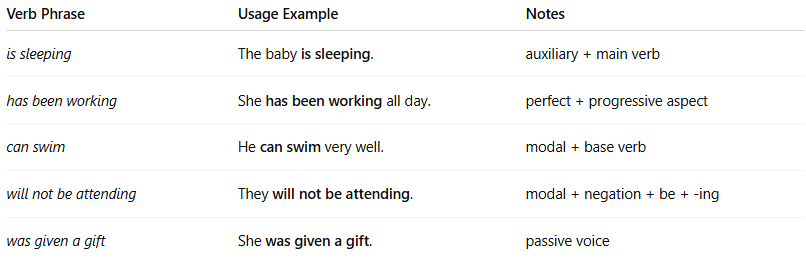 Verb Phrase Usage Example Notes
is sleeping The baby is sleeping. auxiliary + main verb
has been working She has been working all day. perfect + progressive aspect
can swim He can swim very well. modal + base verb
will not be attending They will not be attending. modal + negation + be + -ing
was given a gift She was given a gift. passive voice